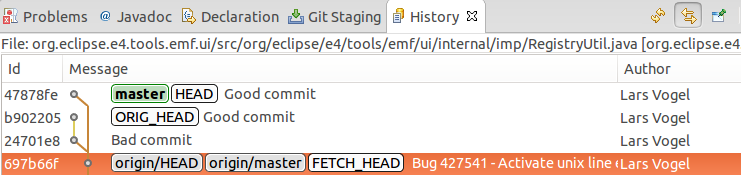 Problems @ Javadoc Declaration Git Staging History
File: org.eclipse.e4.tools.emf.ui/src/org/eclipse/e4/tools/emf/ui/internal/imp/RegistryUtil.java [org.eclipse.e4
Id Message Author
47878fe master HEAD Good commit Lars Vogel
b902205 ORIG_HEAD Good commit Lars Vogel
24701e8 Bad commit Lars Vogel
697b66f origin/HEAD origin/master FETCH_HEAD Bug 427541 - Activate unix line Lars Vogel